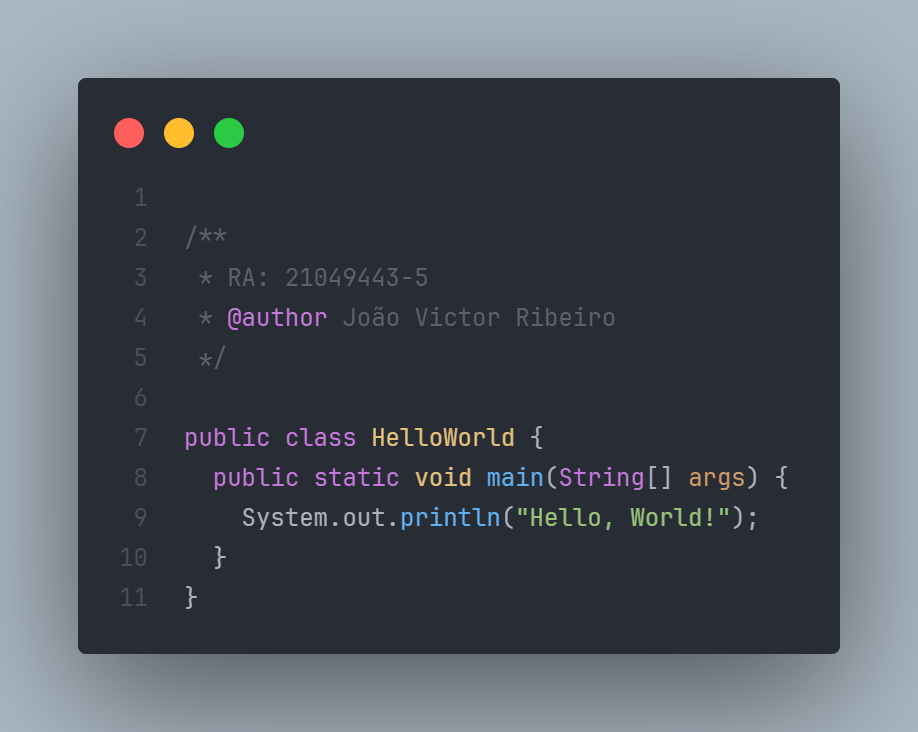 1
2 /**
3  * RA: 21049443-5
4  * @author João Victor Ribeiro
5  */
6
7 public class HelloWorld {
8   public static void main(String[] args) {
9     System.out.println("Hello, World!");
10   }
11 }